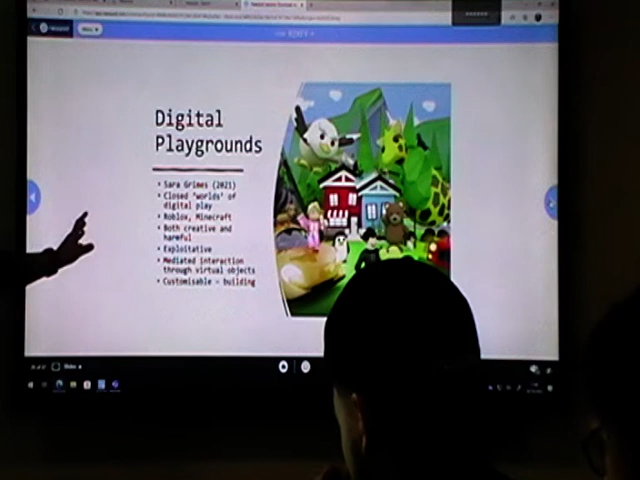 Digital
Playgrounds
• Sara Grimes (2021)
• Closed 'worlds' of
digital play
• Roblox, Minecraft
• Both creative and
harmful
• Exploitative
• Mediated interaction
through virtual objects
• Customisable – building